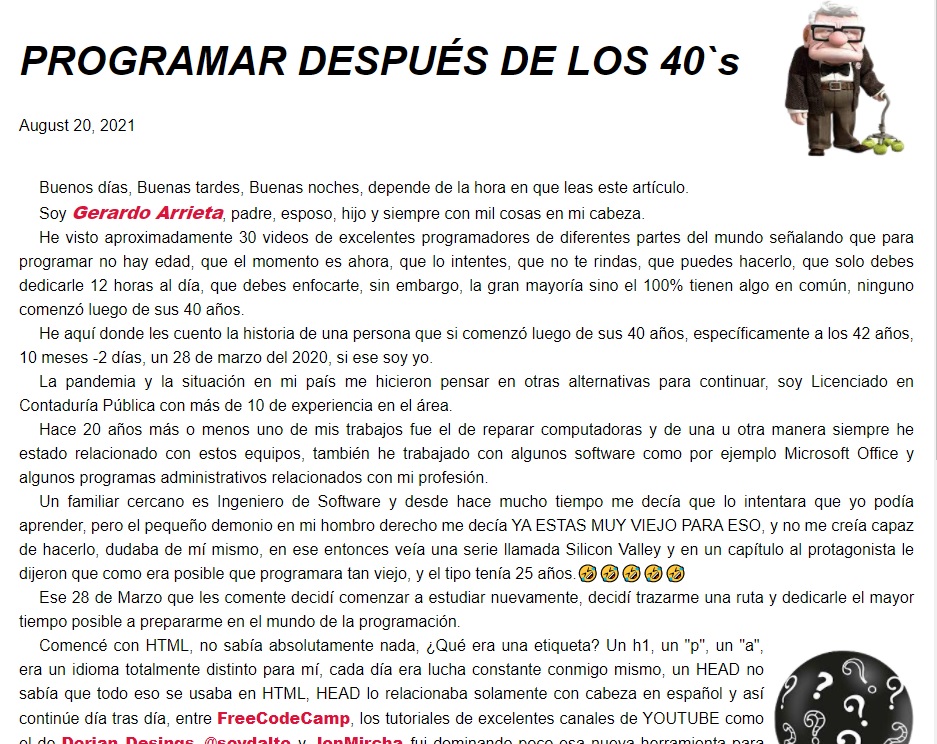 PROGRAMAR DESPUÉS DE LOS 40`s
August 20, 2021
Buenos días, Buenas tardes, Buenas noches, depende de la hora en que leas este artículo.
Soy Gerardo Arrieta, padre, esposo, hijo y siempre con mil cosas en mi cabeza.
He visto aproximadamente 30 videos de excelentes programadores de diferentes partes del mundo señalando que para
programar no hay edad, que el momento es ahora, que lo intentes, que no te rindas, que puedes hacerlo, que solo debes
dedicarle 12 horas al día, que debes enfocarte, sin embargo, la gran mayoría sino el 100% tienen algo en común, ninguno
comenzó luego de sus 40 años.
He aquí donde les cuento la historia de una persona que si comenzó luego de sus 40 años, específicamente a los 42 años,
10 meses -2 días, un 28 de marzo del 2020, si ese soy yo.
La pandemia y la situación en mi país me hicieron pensar en otras alternativas para continuar, soy Licenciado en
Contaduría Pública con más de 10 de experiencia en el área.
Hace 20 años más o menos uno de mis trabajos fue el de reparar computadoras y de una u otra manera siempre he
estado relacionado con estos equipos, también he trabajado con algunos software como por ejemplo Microsoft Office y
algunos programas administrativos relacionados con mi profesión.
Un familiar cercano es Ingeniero de Software y desde hace mucho tiempo me decía que lo intentara que yo podía
aprender, pero el pequeño demonio en mi hombro derecho me decía YA ESTAS MUY VIEJO PARA ESO, y no me creía capaz
de hacerlo, dudaba de mí mismo, en ese entonces veía una serie llamada Silicon Valley y en un capítulo al protagonista le
dijeron que como era posible que programara tan viejo, y el tipo tenía 25 años.🤣🤣🤣🤣🤣
Ese 28 de Marzo que les comente decidí comenzar a estudiar nuevamente, decidí trazarme una ruta y dedicarle el mayor
tiempo posible a prepararme en el mundo de la programación.
Comencé con HTML, no sabía absolutamente nada, ¿Qué era una etiqueta? Un h1, un "p", un "a",
era un idioma totalmente distinto para mí, cada día era lucha constante conmigo mismo, un HEAD no
sabía que todo eso se usaba en HTML, HEAD lo relacionaba solamente con cabeza en español y así
continúe día tras día, entre FreeCodeCamp, los tutoriales de excelentes canales de YOUTUBE como
el de Dorian Desings, @soydalto y JonMircha fui dominando poco esa nueva herramienta para